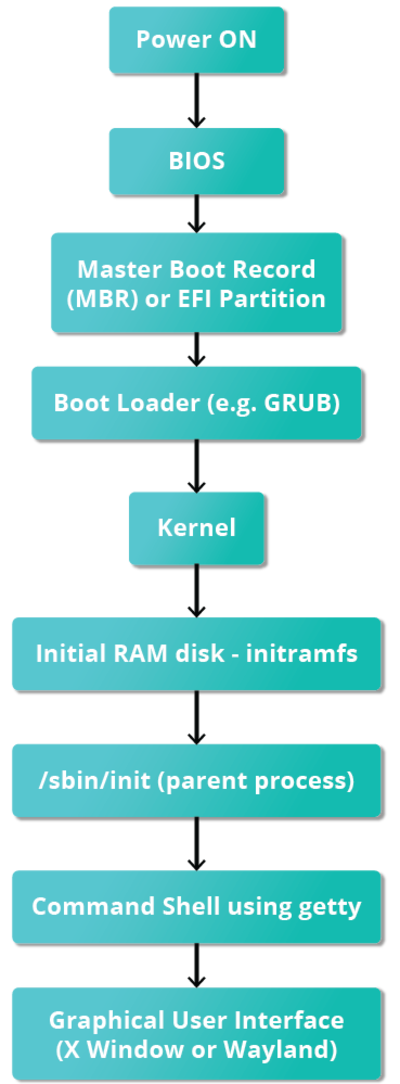 Power ON
BIOS
Master Boot Record
(MBR) or EFI Partition
Boot Loader (e.g. GRUB)
Kernel
Initial RAM disk - initramfs
/sbin/init (parent process)
Command Shell using getty
Graphical User Interface
(X Window or Wayland)